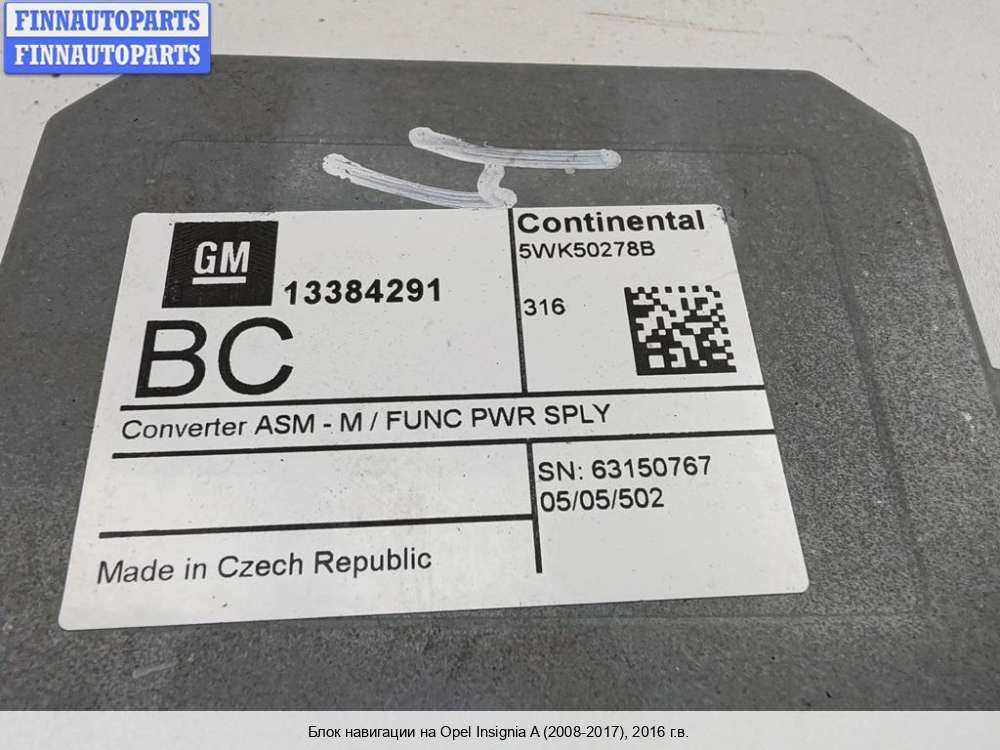 FINNAUTOPARTS
FINNAUTOPARTS
GM
13384291
BC
Continental
5WK50278B
316
Converter ASM - M / FUNC PWR SPLY
SN: 63150767
05/05/502
Made in Czech Republic
Блок навигации на Opel Insignia A (2008-2017), 2016 г.в.